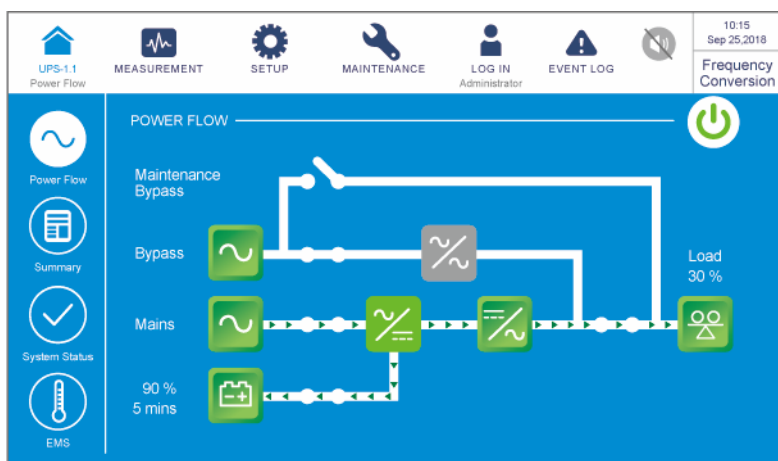 10:15
Sep 25,2018
Frequency
Conversion
UPS-1.1
Power Flow
MEASUREMENT
SETUP
MAINTENANCE
LOG IN
Administrator
EVENT LOG
Power Flow
Summary
System Status
EMS
POWER FLOW
Maintenance
Bypass
Bypass
Load
30 %
Mains
90 %
5 mins